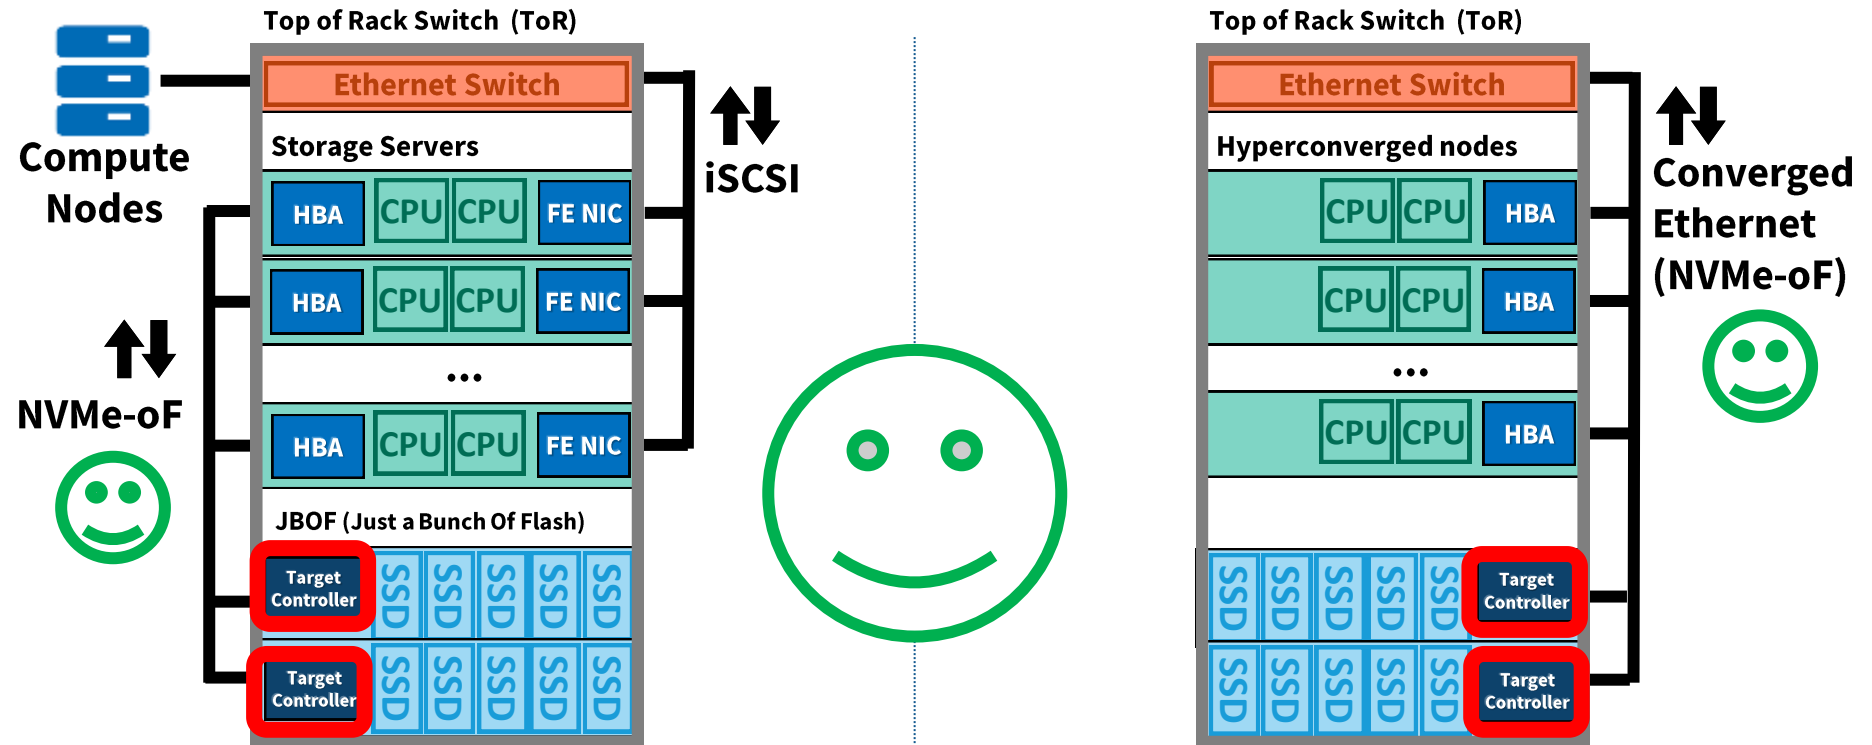 Top of Rack Switch (ToR)
Ethernet Switch
Compute
Nodes
iSCSI
Storage Servers
HBA CPU CPU FE NIC
HBA CPU CPU FE NIC
...
HBA CPU CPU FE NIC
NVMe-oF
JBOF (Just a Bunch Of Flash)
Target
Controller
SSD SSD SSD SSD SSD
Target
Controller
SSD SSD SSD SSD SSD
Top of Rack Switch (ToR)
Ethernet Switch
Converged
Ethernet
(NVMe-oF)
Hyperconverged nodes
CPU CPU HBA
CPU CPU HBA
...
CPU CPU HBA
SSD SSD SSD SSD SSD
Target
Controller
SSD SSD SSD SSD SSD
Target
Controller